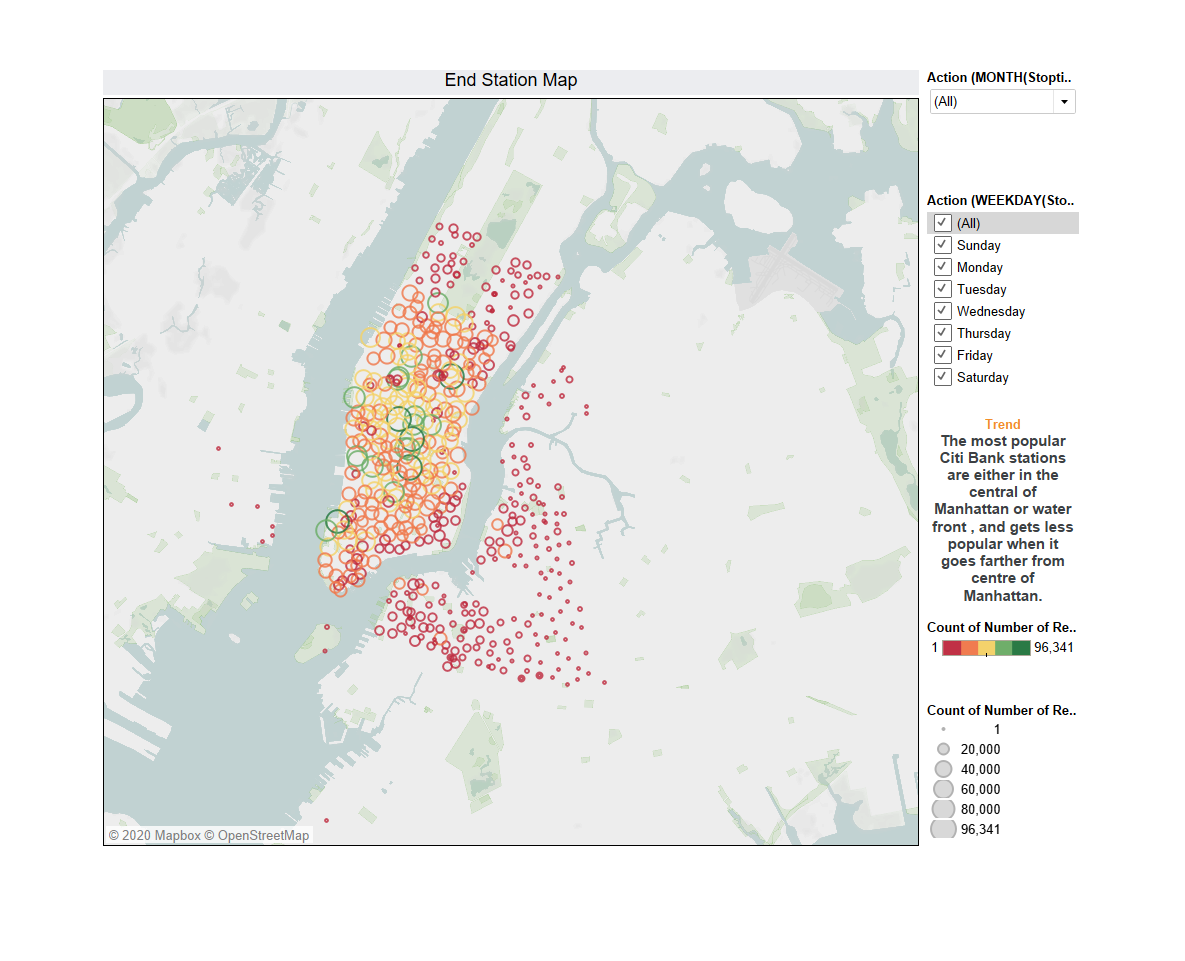 End Station Map
Action (MONTH(Stopti..
(All)
Action (WEEKDAY(Sto..
(All)
Sunday
Monday
Tuesday
Wednesday
Thursday
Friday
Saturday
Trend
The most popular
Citi Bank stations
are either in the
central of
Manhattan or water
front , and gets less
popular when it
goes farther from
centre of
Manhattan.
Count of Number of Re..
1 96,341
Count of Number of Re..
1
20,000
40,000
60,000
80,000
96,341
© 2020 Mapbox © OpenStreetMap